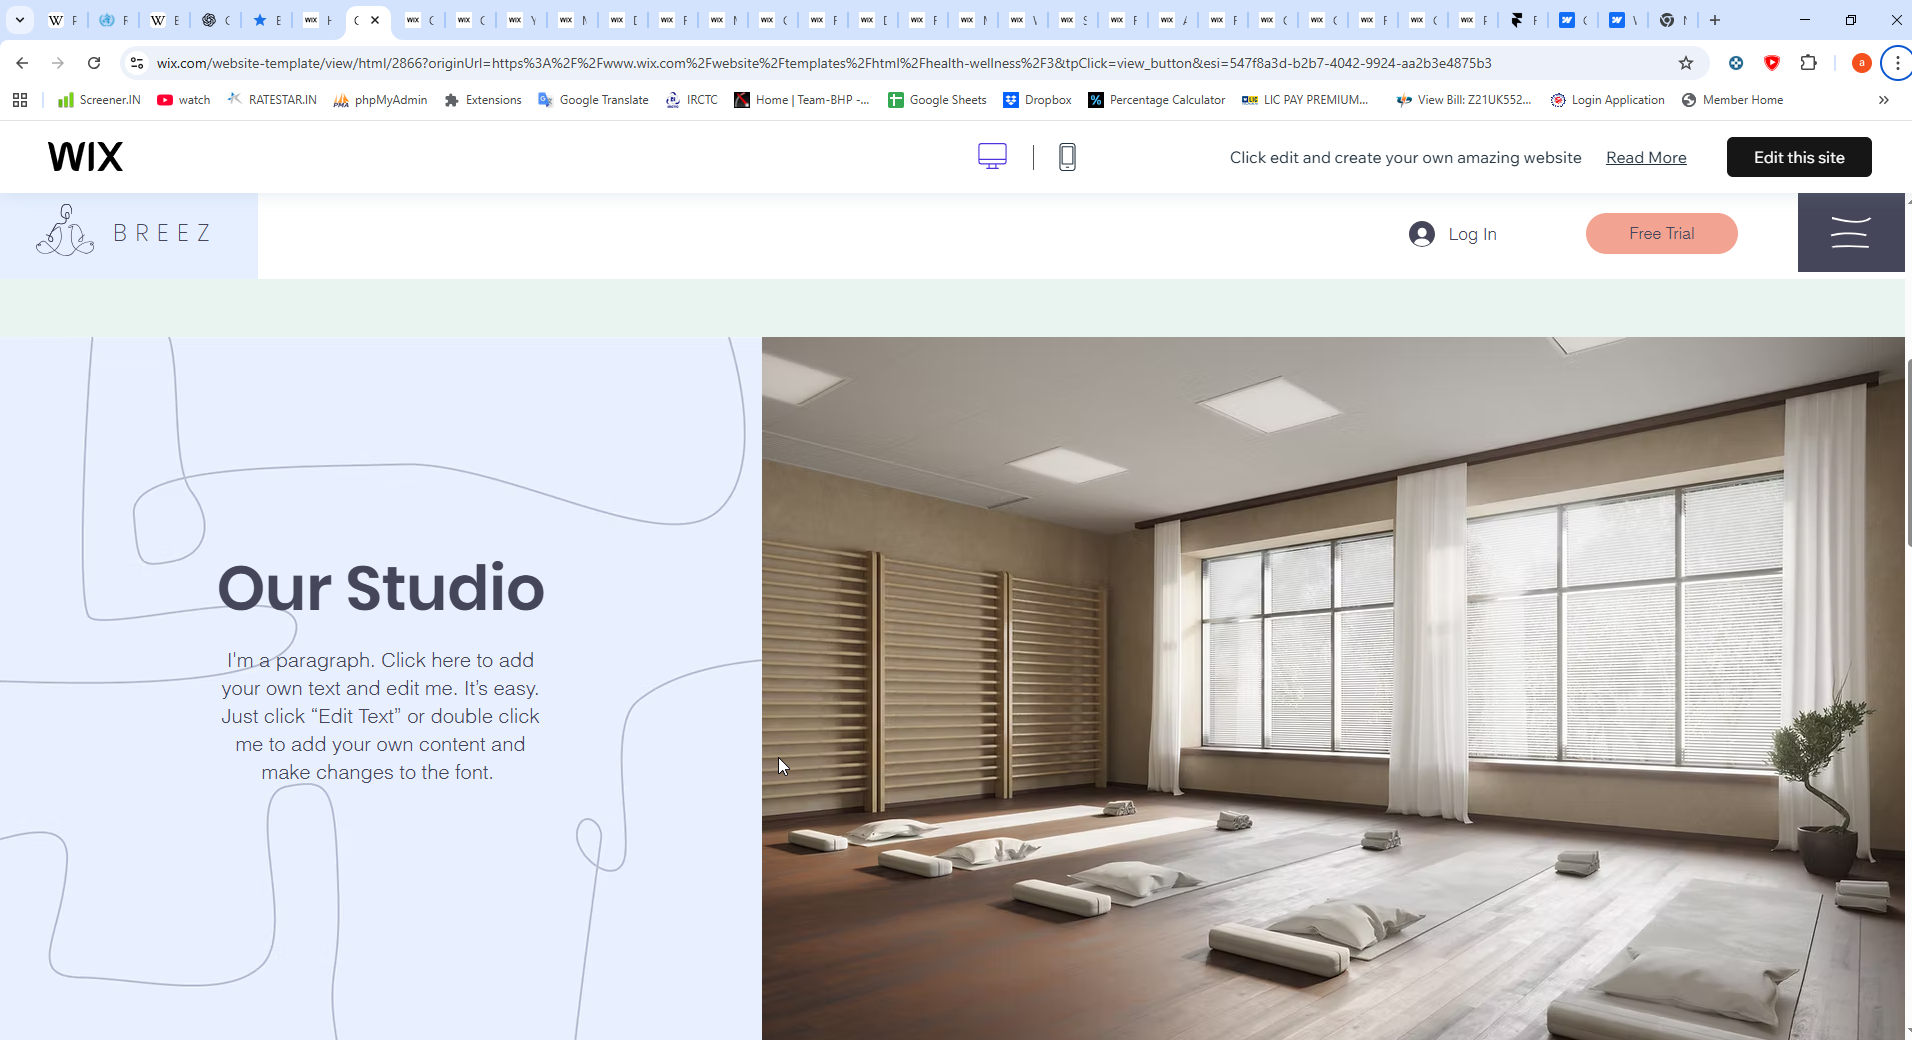 wix.com/website-template/view/html/2866?originUrl=https%3A%2F%2Fwww.wix.com%2Fwebsite%2Ftemplates%2Fhtml%2Fhealth-wellness%2F3&tpClick=view_button&esi=547f8a3d-b2b7-4042-9924-aa2b3e4875b3
Screener.IN watch RATESTAR.IN phpMyAdmin Extensions Google Translate IRCTC Home | Team-BHP -... Google Sheets Dropbox Percentage Calculator LIC PAY PREMIUM... View Bill: Z21UK552... Login Application Member Home
WIX Click edit and create your own amazing website Read More Edit this site
BREEZ Log In Free Trial
Our Studio
I'm a paragraph. Click here to add
your own text and edit me. It’s easy.
Just click “Edit Text” or double click
me to add your own content and
make changes to the font.